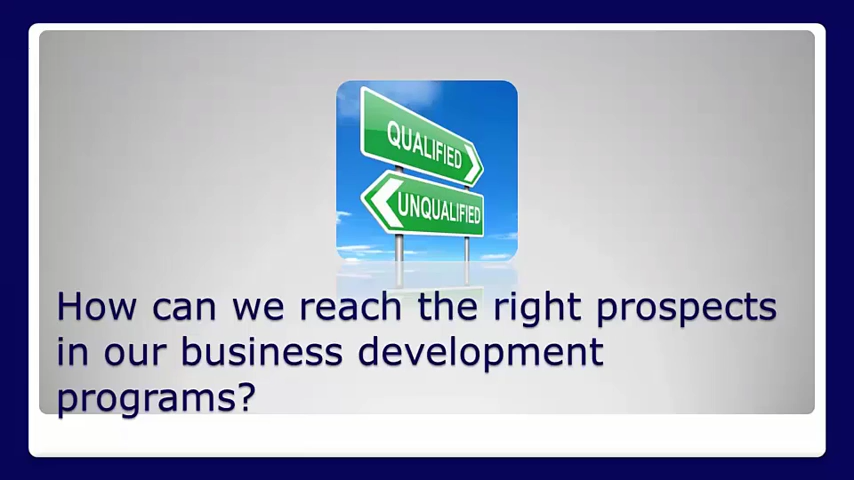 QUALIFIED
UNQUALIFIED
How can we reach the right prospects
in our business development
programs?